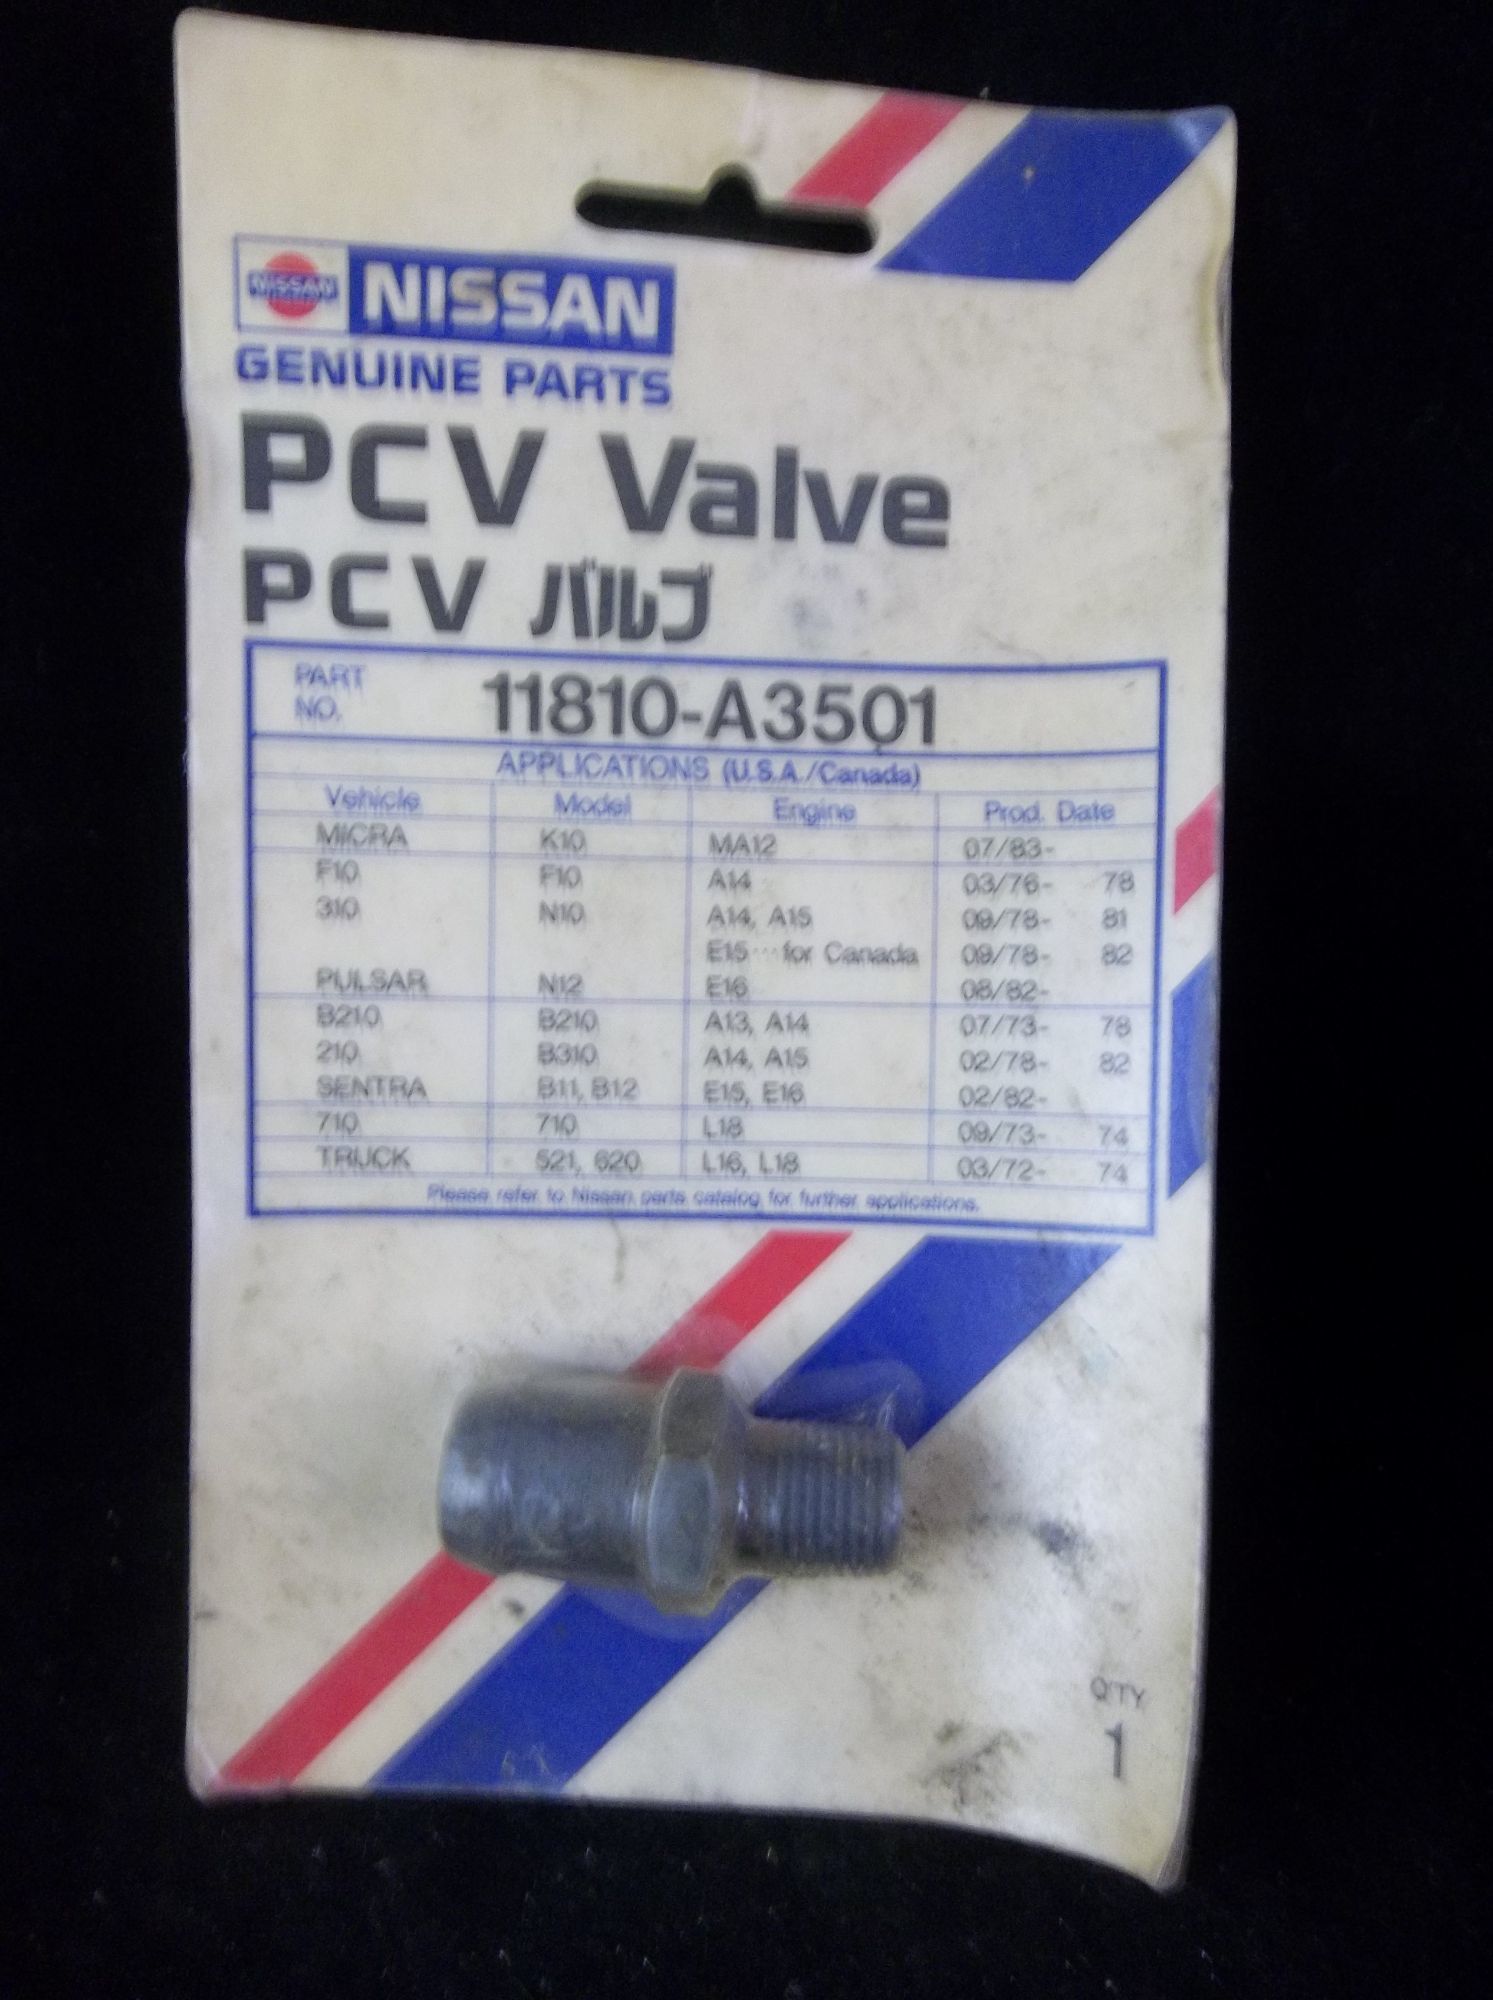 NISSAN NISSAN
GENUINE PARTS
PCV Valve
PCV バルブ
PART NO. 11810-A3501
APPLICATIONS (U.S.A./Canada)
Vehicle Model Engine Prod. Date
MICRA K10 MA12 07/83-
F10 F10 A14 03/76- 78
310 N10 A14, A15 09/78- 81
E15 ··· for Canada 09/78- 82
PULSAR N12 E16 08/82-
B210 B210 A13, A14 07/73- 78
210 B310 A14, A15 02/78- 82
SENTRA B11, B12 E15, E16 02/82-
710 710 L18 09/73- 74
TRUCK 521, 620 L16, L18 03/72- 74
Please refer to Nissan parts catalog for further applications.
Q'TY
1